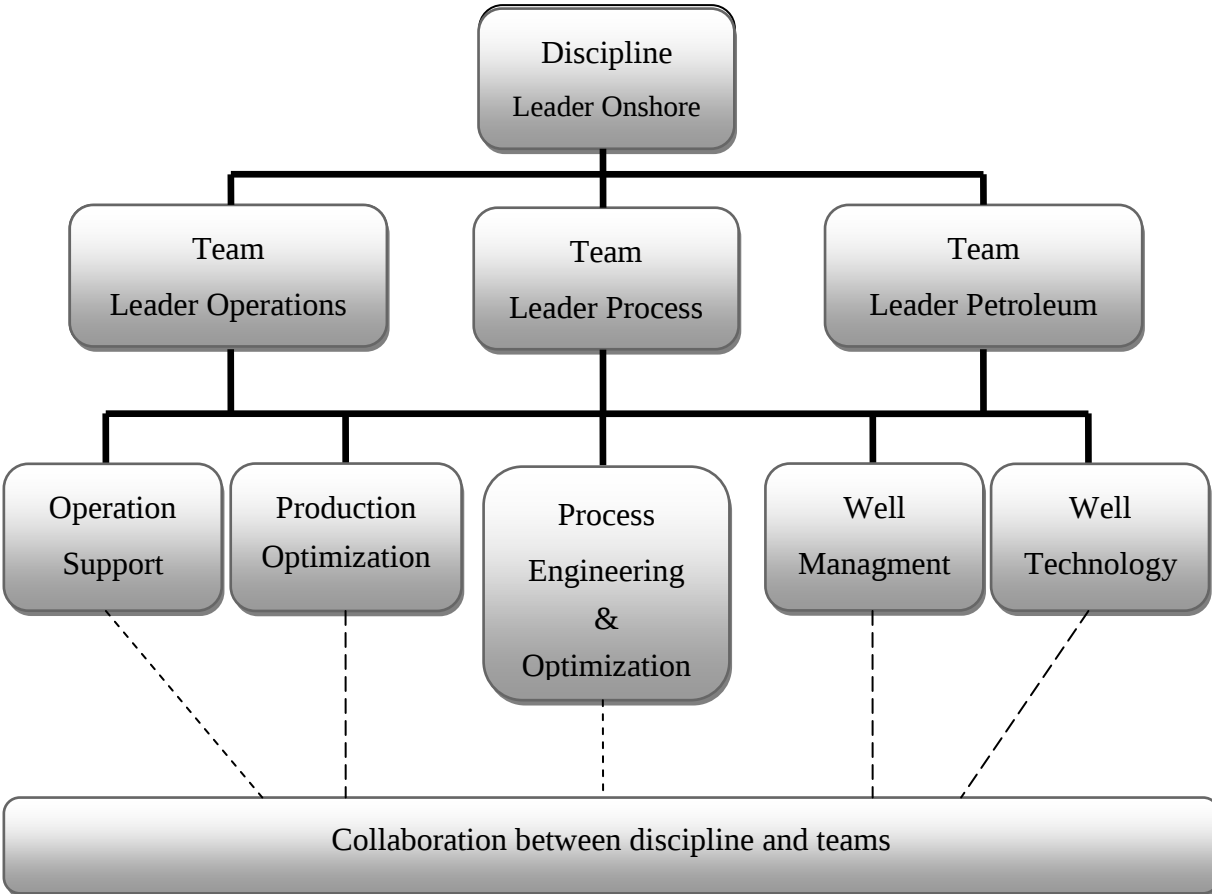 Discipline
Leader Onshore
Team
Leader Operations
Team
Leader Process
Team
Leader Petroleum
Operation
Support
Production
Optimization
Process
Engineering
&
Optimization
Well
Managment
Well
Technology
Collaboration between discipline and teams